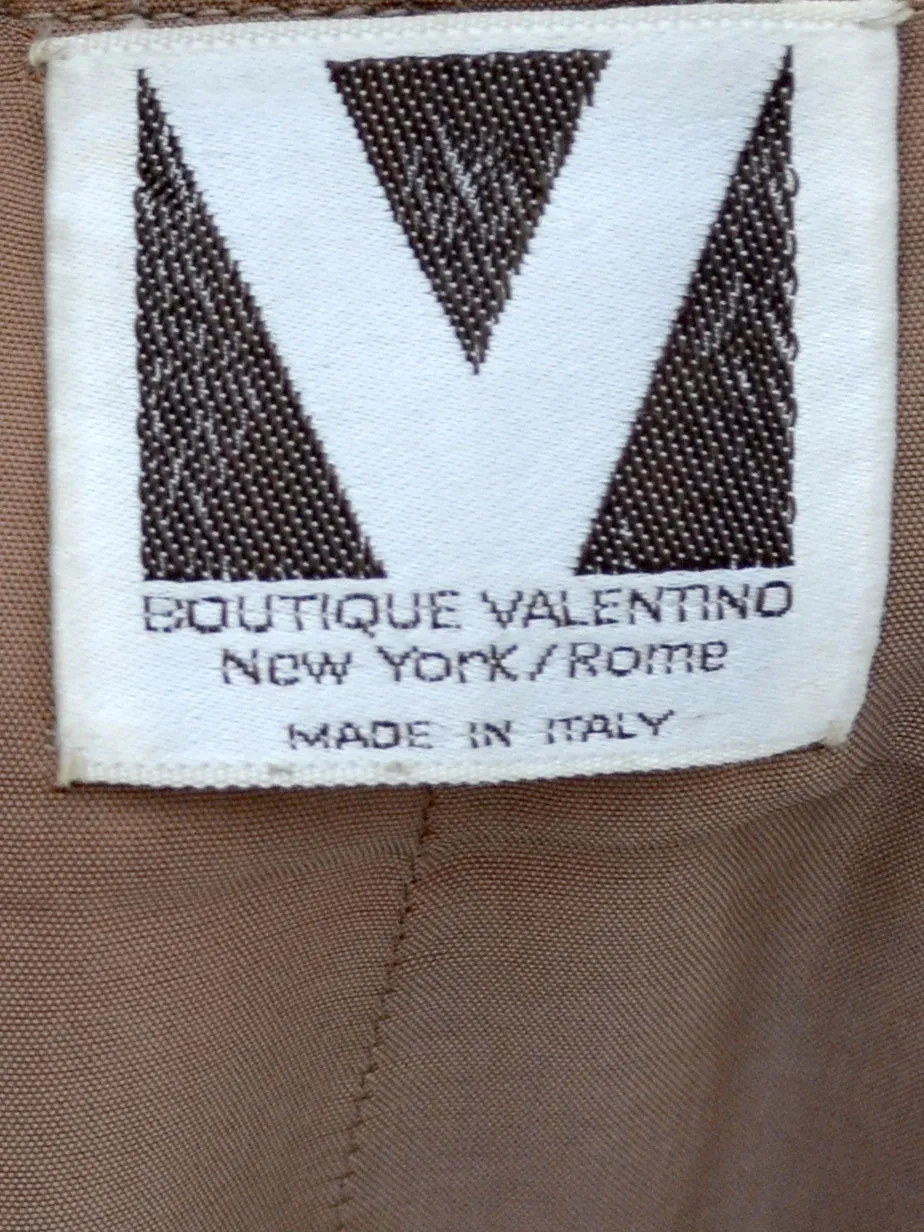 V
BOUTIQUE VALENTINO
New York/Rome
MADE IN ITALY